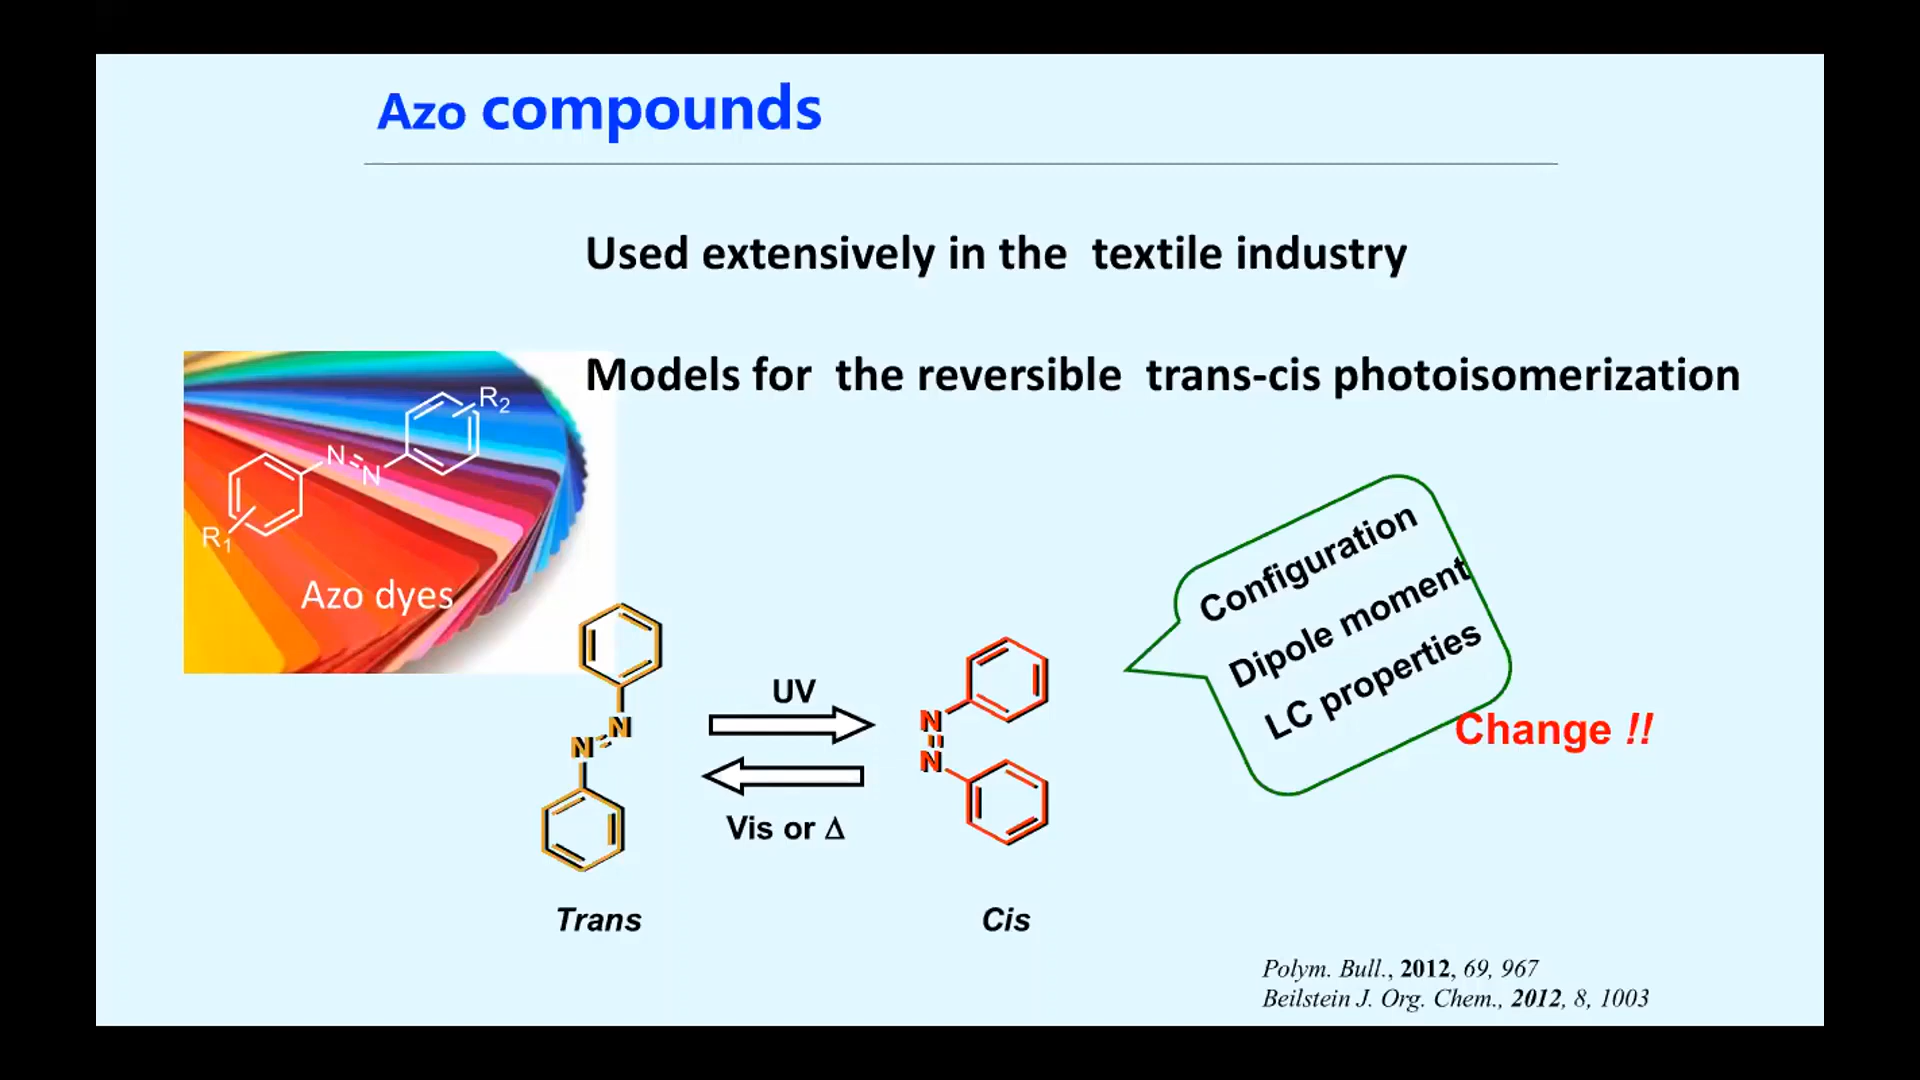 Azo compounds
Used extensively in the textile industry
Models for the reversible trans-cis photoisomerization
R2
N
N
R1
Azo dyes
Configuration
Dipole moment
LC properties
Change !!
UV
N
N
N
N
Vis or Δ
Trans
Cis
Polym. Bull., 2012, 69, 967
Beilstein J. Org. Chem., 2012, 8, 1003